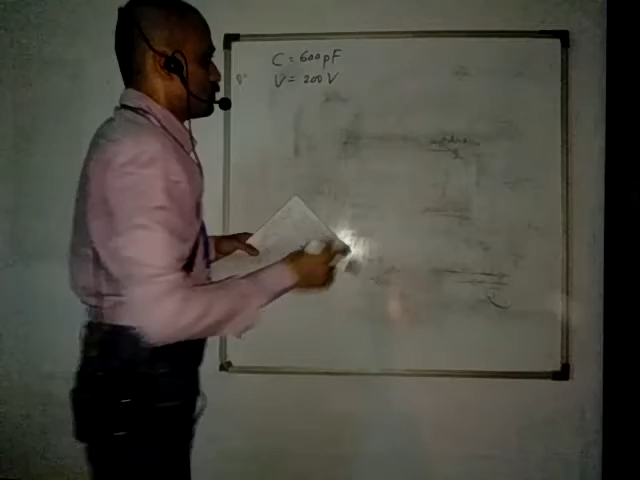 C = 600 pF
V = 200 V